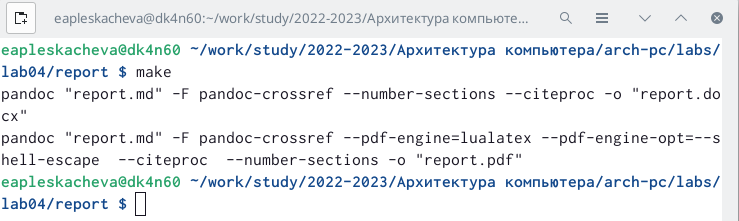 eapleskacheva@dk4n60:~/work/study/2022-2023/Архитектура компьюте...
eapleskacheva@dk4n60 ~/work/study/2022-2023/Архитектура компьютера/arch-pc/labs/
lab04/report $ make
pandoc "report.md" -F pandoc-crossref --number-sections --citeproc -o "report.do
cx"
pandoc "report.md" -F pandoc-crossref --pdf-engine=lualatex --pdf-engine-opt=--s
hell-escape  --citeproc  --number-sections -o "report.pdf"
eapleskacheva@dk4n60 ~/work/study/2022-2023/Архитектура компьютера/arch-pc/labs/
lab04/report $